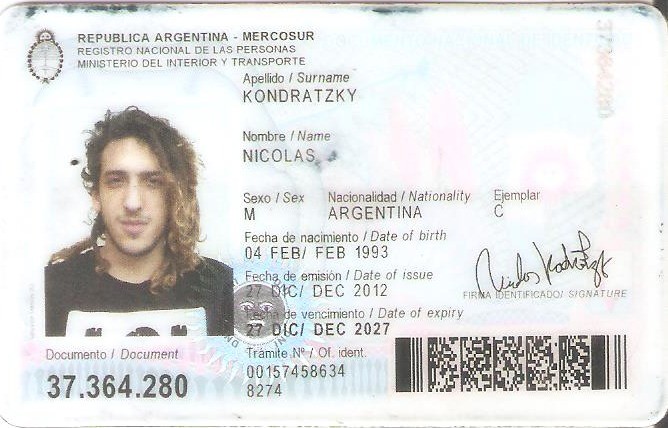 REPUBLICA ARGENTINA - MERCOSUR
REGISTRO NACIONAL DE LAS PERSONAS
MINISTERIO DEL INTERIOR Y TRANSPORTE
Apellido / Surname
KONDRATZKY
Nombre / Name
NICOLAS
Sexo / Sex Nacionalidad / Nationality Ejemplar
M ARGENTINA C
Fecha de nacimiento / Date of birth
04 FEB/ FEB 1993
Fecha de emisión / Date of issue
27 DIC/ DEC 2012
FIRMA IDENTIFICADO/ SIGNATURE
Fecha de vencimiento / Date of expiry
27 DIC/ DEC 2027
Documento / Document Trámite Nº / Of. ident.
37.364.280 00157458634
8274